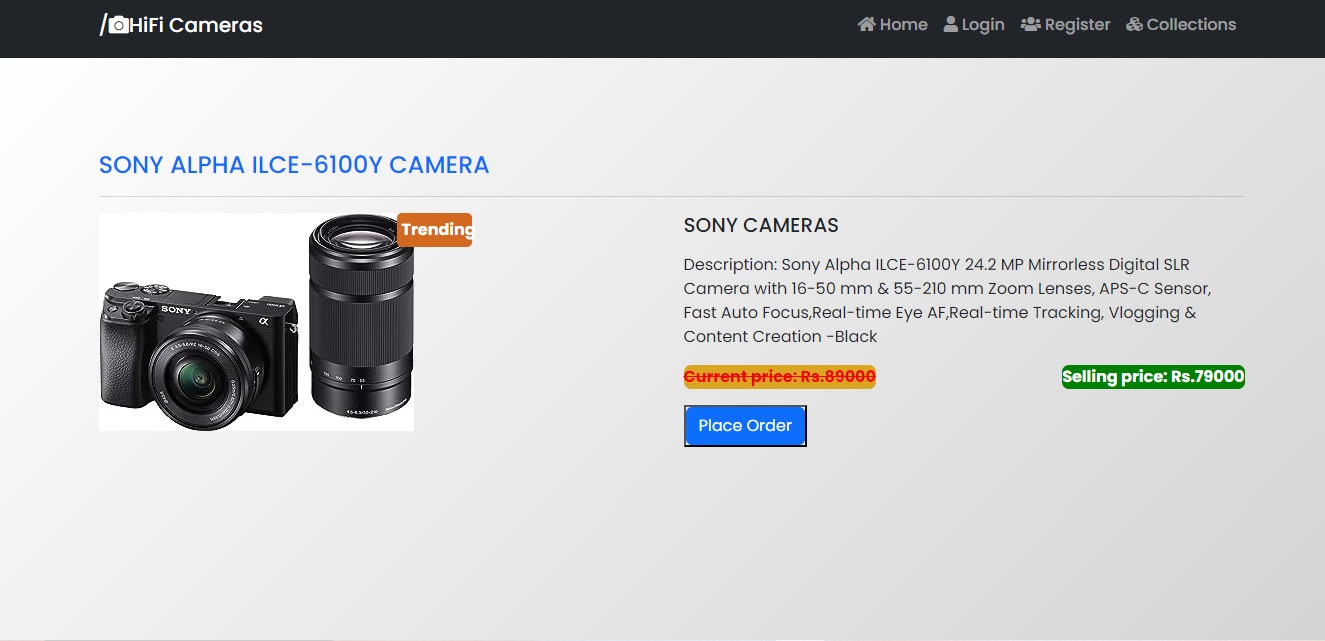 /HiFi Cameras
Home Login Register Collections
SONY ALPHA ILCE-6100Y CAMERA
Trending
SONY
α
SONY CAMERAS
Description: Sony Alpha ILCE-6100Y 24.2 MP Mirrorless Digital SLR
Camera with 16-50 mm & 55-210 mm Zoom Lenses, APS-C Sensor,
Fast Auto Focus,Real-time Eye AF,Real-time Tracking, Vlogging &
Content Creation -Black
Current price: Rs.89000 Selling price: Rs.79000
Place Order